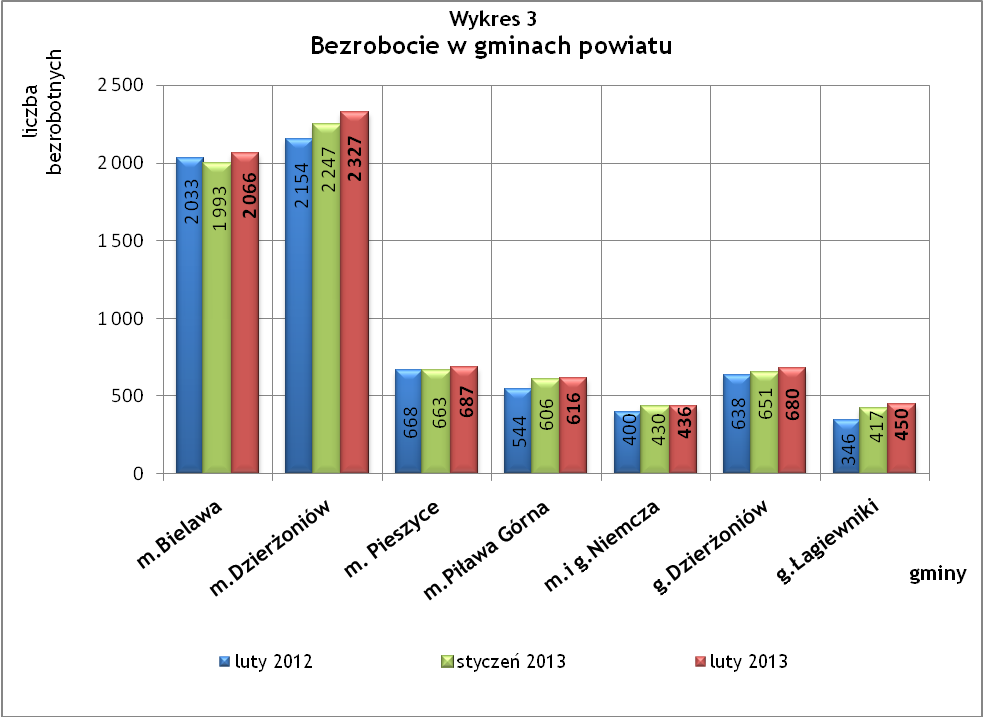 Wykres 3
Bezrobocie w gminach powiatu
liczba
bezrobotnych
2 500
2 000
1 500
1 000
500
0
2 033
1 993
2 066
2 154
2 247
2 327
668
663
687
544
606
616
400
430
436
638
651
680
346
417
450
m.Bielawa
m.Dzierżoniów
m. Pieszyce
m.Piława Górna
m.i g.Niemcza
g.Dzierżoniów
g.Łagiewniki
gminy
luty 2012
styczeń 2013
luty 2013